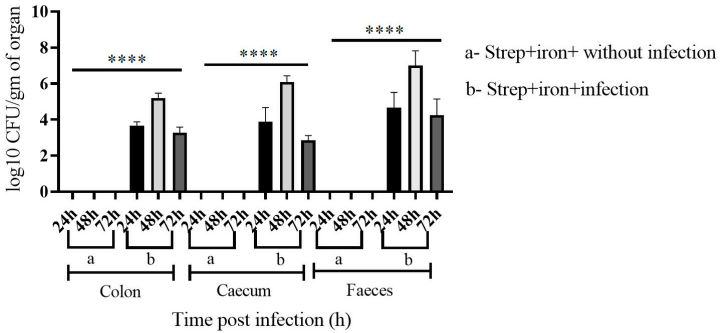 log10 CFU/gm of organ
10
8
6
4
2
0
****
****
****
a- Strep+iron+ without infection
b- Strep+iron+infection
24h 48h 72h 24h 48h 72h 24h 48h 72h 24h 48h 72h 24h 48h 72h 24h 48h 72h
a b a b a b
Colon Caecum Faeces
Time post infection (h)